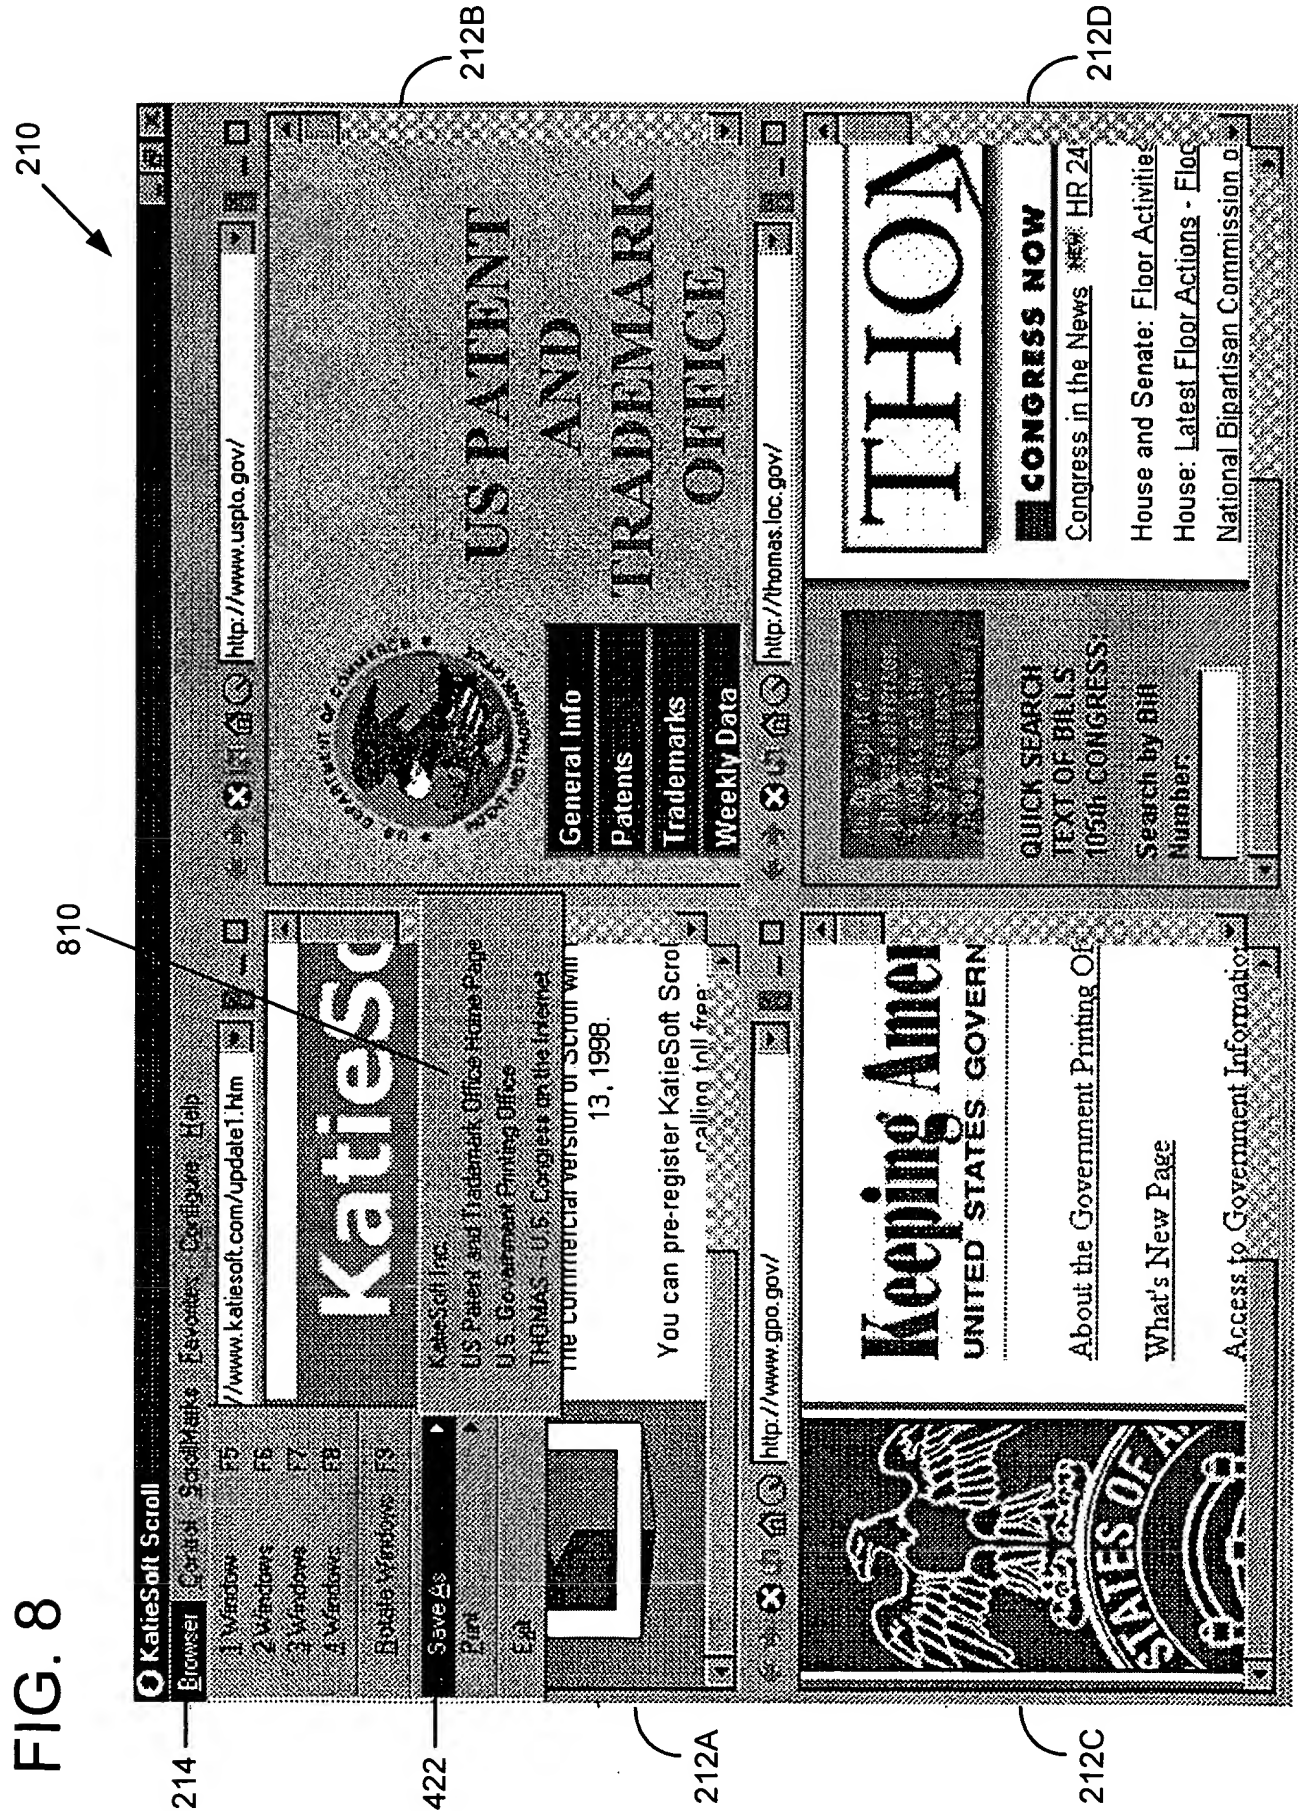 FIG. 8
210
810
214
422
212A
212B
212C
212D
KatieSoft Scroll
Browser Control ScrollMarks Favorites Configure Help
1 Window F5
2 Windows F6
3 Windows F7
4 Windows F8
Rotate Windows F9
Save As
Print
Exit
KatieSoft Inc.
US Patent and Trademark Office Home Page
U.S. Government Printing Office
THOMAS - U.S. Congress on the Internet
//www.katiesoft.com/update1.htm
KatieSc
The commercial version of Scroll will
13, 1998.
You can pre-register KatieSoft Scrol
calling toll free:
http://www.uspto.gov/
US PATENT
AND
TRADEMARK
OFFICE
General Info
Patents
Trademarks
Weekly Data
http://www.gpo.gov/
Keeping Amer
UNITED STATES GOVERN
About the Government Printing Of
What's New Page
Access to Government Information
STATES OF A
http://thomas.loc.gov/
QUICK SEARCH
TEXT OF BILLS
105th CONGRESS:
Search by Bill
Number:
THOM
CONGRESS NOW
Congress in the News NEW HR 24
House and Senate: Floor Activities
House: Latest Floor Actions - Floo
National Bipartisan Commission o